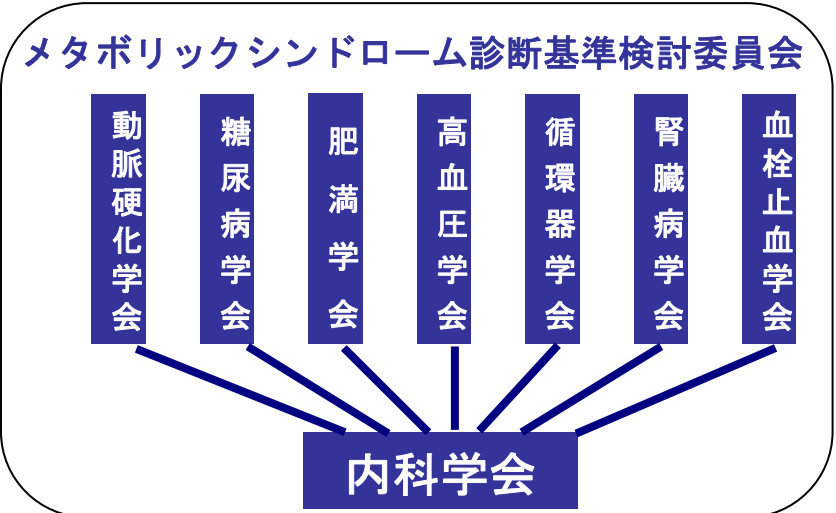 メタボリックシンドローム診断基準検討委員会
動脈硬化学会
糖尿病学会
肥満学会
高血圧学会
循環器学会
腎臓病学会
血栓止血学会
内科学会